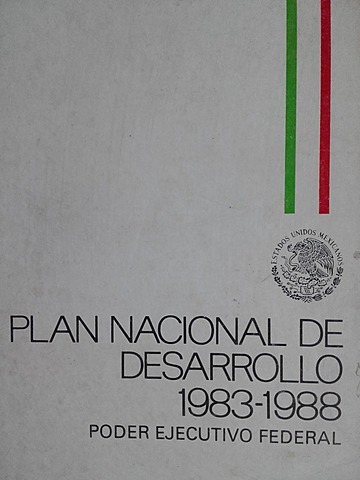 ESTADOS UNIDOS MEXICANOS
PLAN NACIONAL DE
DESARROLLO
1983-1988
PODER EJECUTIVO FEDERAL